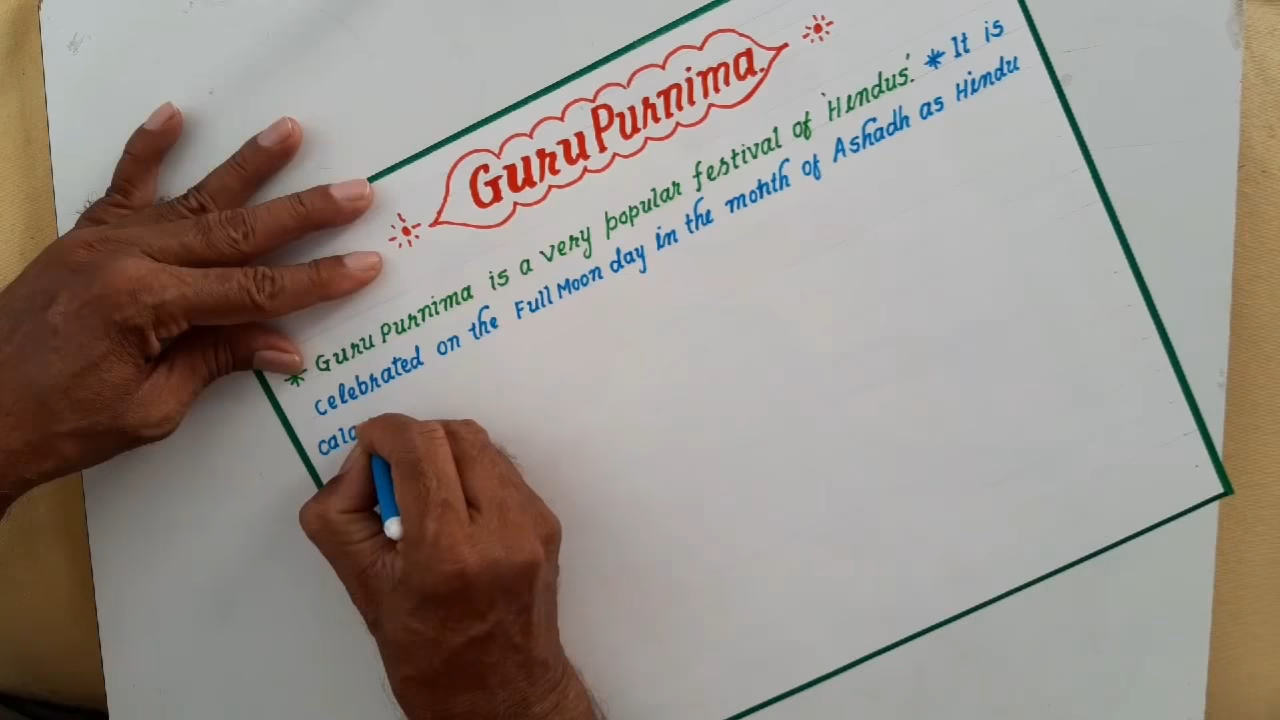 Guru Purnima.
* Guru Purnima is a very popular festival of 'Hindus'. * It is
celebrated on the Full Moon day in the month of Ashadh as Hindu